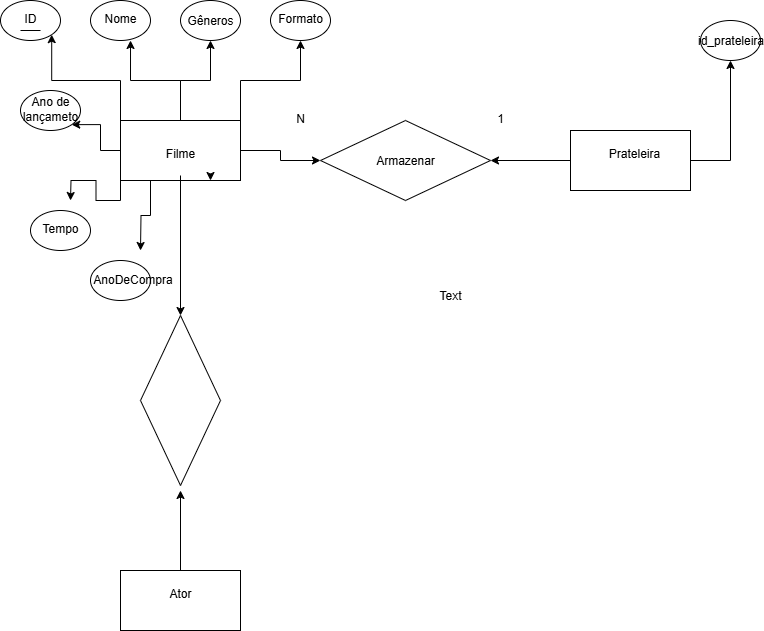 ID
Nome
Gêneros
Formato
id_prateleira
Ano de
lançameto
N
1
Filme
Armazenar
Prateleira
Tempo
AnoDeCompra
Text
Ator